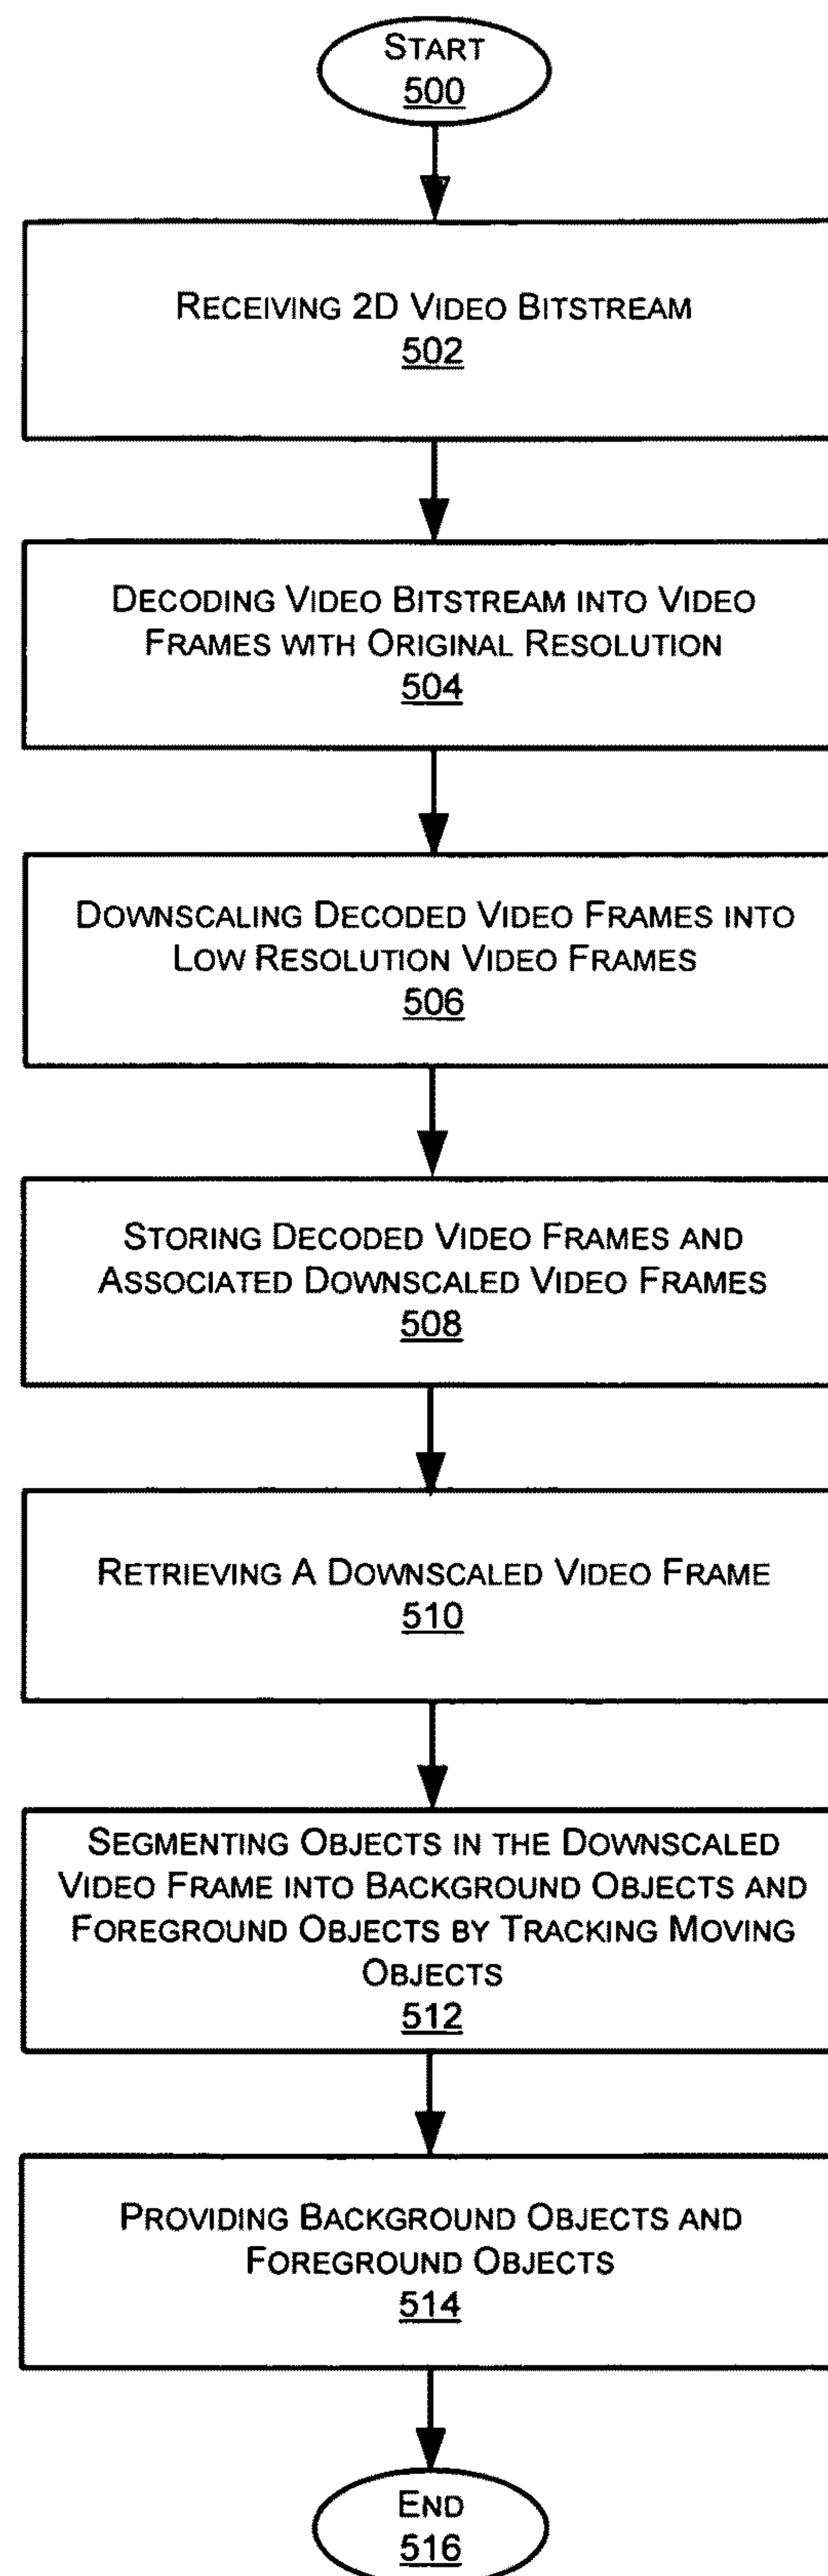 START
500
RECEIVING 2D VIDEO BITSTREAM
502
DECODING VIDEO BITSTREAM INTO VIDEO
FRAMES WITH ORIGINAL RESOLUTION
504
DOWNSCALING DECODED VIDEO FRAMES INTO
LOW RESOLUTION VIDEO FRAMES
506
STORING DECODED VIDEO FRAMES AND
ASSOCIATED DOWNSCALED VIDEO FRAMES
508
RETRIEVING A DOWNSCALED VIDEO FRAME
510
SEGMENTING OBJECTS IN THE DOWNSCALED
VIDEO FRAME INTO BACKGROUND OBJECTS AND
FOREGROUND OBJECTS BY TRACKING MOVING
OBJECTS
512
PROVIDING BACKGROUND OBJECTS AND
FOREGROUND OBJECTS
514
END
516